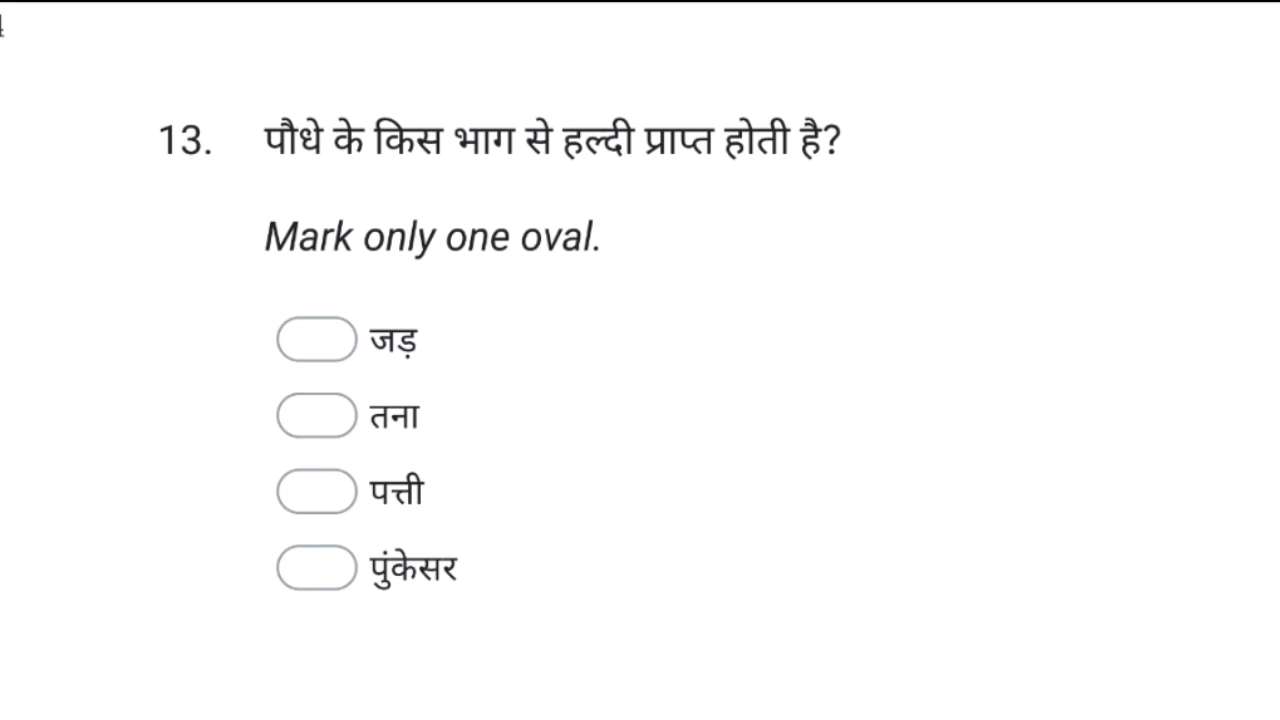 13. पौधे के किस भाग से हल्दी प्राप्त होती है?
Mark only one oval.
जड़
तना
पत्ती
पुंकेसर